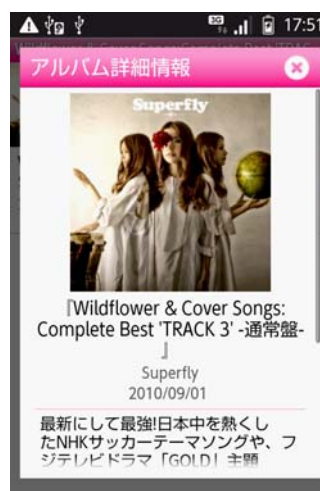 3G
17:51
アルバム詳細情報
Superfly
『Wildflower & Cover Songs:
Complete Best 'TRACK 3' -通常盤-
』
Superfly
2010/09/01
最新にして最強!日本中を熱くし
たNHKサッカーテーマソングや、フ
ジテレビドラマ「GOLD」主題